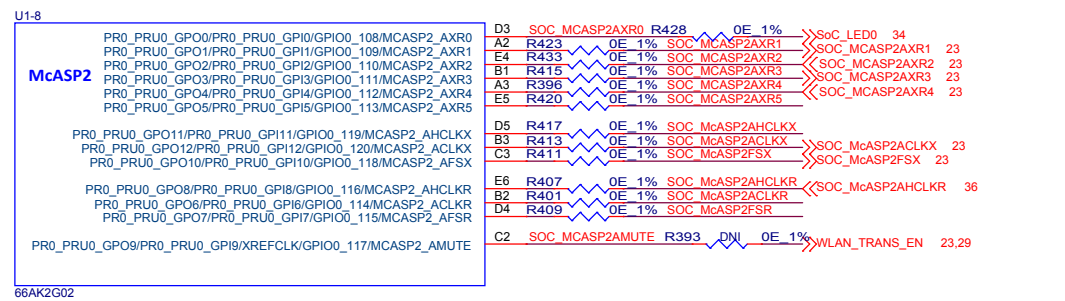 U1-8
PR0_PRU0_GPO0/PR0_PRU0_GPI0/GPIO0_108/MCASP2_AXR0 D3 SOC_MCASP2AXR0 R428 0E_1% SoC_LED0 34
PR0_PRU0_GPO1/PR0_PRU0_GPI1/GPIO0_109/MCASP2_AXR1 A2 R423 0E_1% SOC_MCASP2AXR1 SOC_MCASP2AXR1 23
PR0_PRU0_GPO2/PR0_PRU0_GPI2/GPIO0_110/MCASP2_AXR2 E4 R433 0E_1% SOC_MCASP2AXR2 SOC_MCASP2AXR2 23
McASP2 PR0_PRU0_GPO3/PR0_PRU0_GPI3/GPIO0_111/MCASP2_AXR3 B1 R415 0E_1% SOC_MCASP2AXR3 SOC_MCASP2AXR3 23
PR0_PRU0_GPO4/PR0_PRU0_GPI4/GPIO0_112/MCASP2_AXR4 A3 R396 0E_1% SOC_MCASP2AXR4 SOC_MCASP2AXR4 23
PR0_PRU0_GPO5/PR0_PRU0_GPI5/GPIO0_113/MCASP2_AXR5 E5 R420 0E_1% SOC_MCASP2AXR5
PR0_PRU0_GPO11/PR0_PRU0_GPI11/GPIO0_119/MCASP2_AHCLKX D5 R417 0E_1% SOC_McASP2AHCLKX
PR0_PRU0_GPO12/PR0_PRU0_GPI12/GPIO0_120/MCASP2_ACLKX B3 R413 0E_1% SOC_McASP2ACLKX SOC_McASP2ACLKX 23
PR0_PRU0_GPO10/PR0_PRU0_GPI10/GPIO0_118/MCASP2_AFSX C3 R411 0E_1% SOC_McASP2FSX SOC_McASP2FSX 23
PR0_PRU0_GPO8/PR0_PRU0_GPI8/GPIO0_116/MCASP2_AHCLKR E6 R407 0E_1% SOC_McASP2AHCLKR SOC_McASP2AHCLKR 36
PR0_PRU0_GPO6/PR0_PRU0_GPI6/GPIO0_114/MCASP2_ACLKR B2 R401 0E_1% SOC_McASP2ACLKR
PR0_PRU0_GPO7/PR0_PRU0_GPI7/GPIO0_115/MCASP2_AFSR D4 R409 0E_1% SOC_McASP2FSR
PR0_PRU0_GPO9/PR0_PRU0_GPI9/XREFCLK/GPIO0_117/MCASP2_AMUTE C2 SOC_MCASP2AMUTE R393 DNI 0E_1% WLAN_TRANS_EN 23,29
66AK2G02